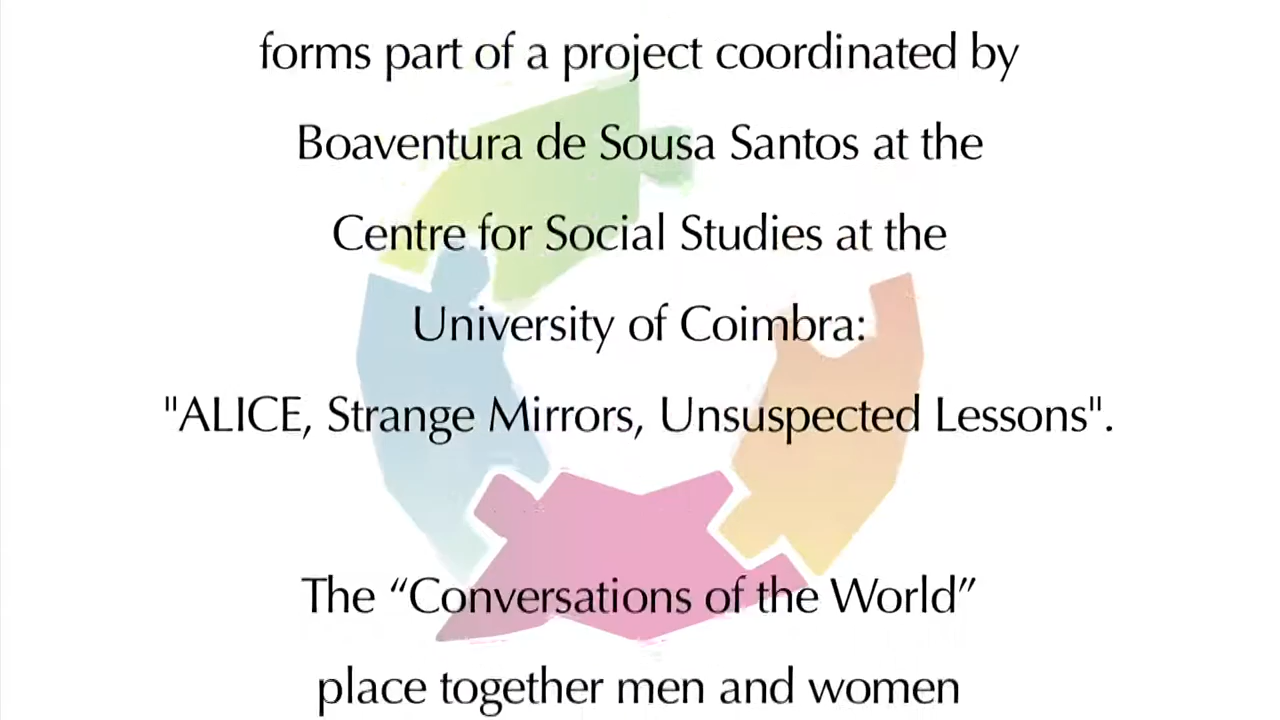 forms part of a project coordinated by
Boaventura de Sousa Santos at the
Centre for Social Studies at the
University of Coimbra:
"ALICE, Strange Mirrors, Unsuspected Lessons".
The “Conversations of the World”
place together men and women